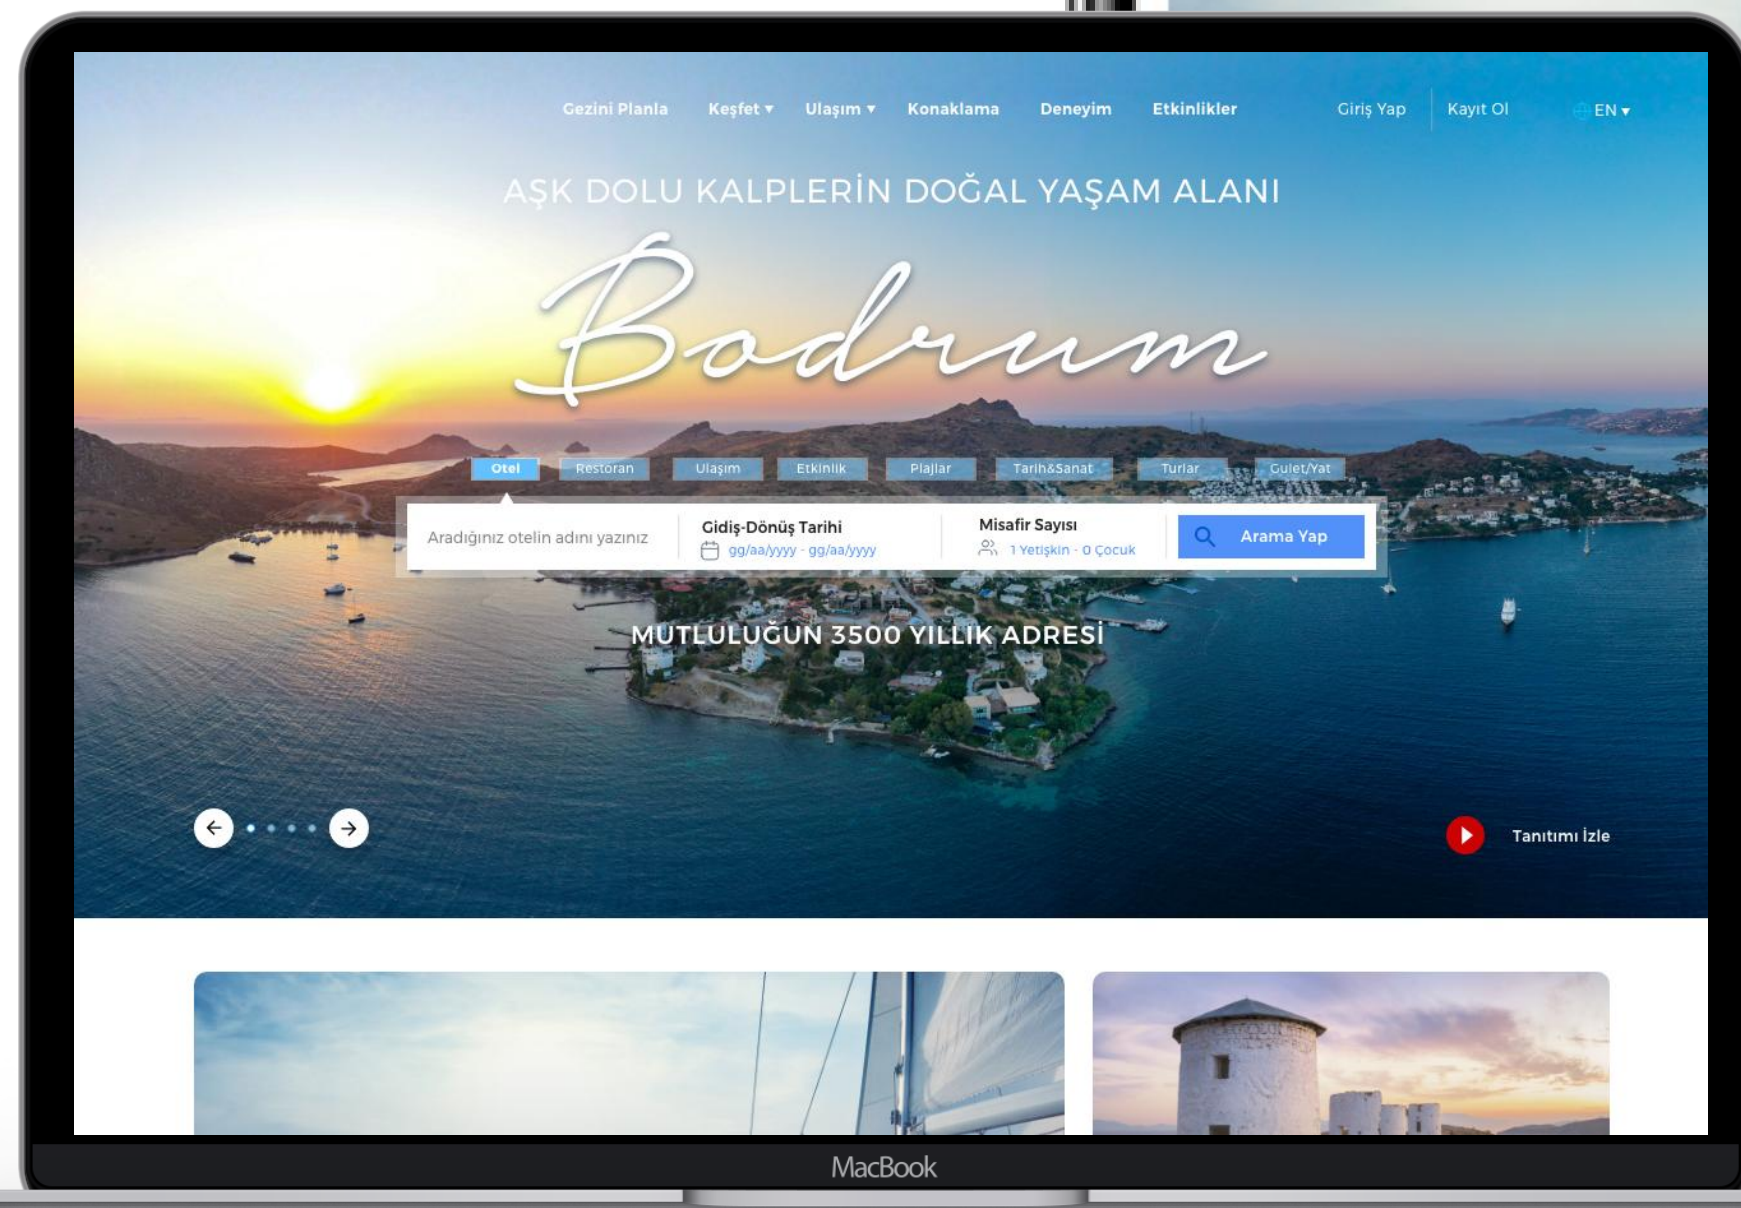 Gezini Planla Keşfet ▾ Ulaşım ▾ Konaklama Deneyim Etkinlikler Giriş Yap Kayıt Ol EN ▾
AŞK DOLU KALPLERİN DOĞAL YAŞAM ALANI
Bodrum
Otel Restoran Ulaşım Etkinlik Plajlar Tarih&Sanat Turlar Gulet/Yat
Aradığınız otelin adını yazınız
Gidiş-Dönüş Tarihi
gg/aa/yyyy - gg/aa/yyyy
Misafir Sayısı
1 Yetişkin - 0 Çocuk
Arama Yap
MUTLULUĞUN 3500 YILLIK ADRESİ
Tanıtımı İzle
MacBook